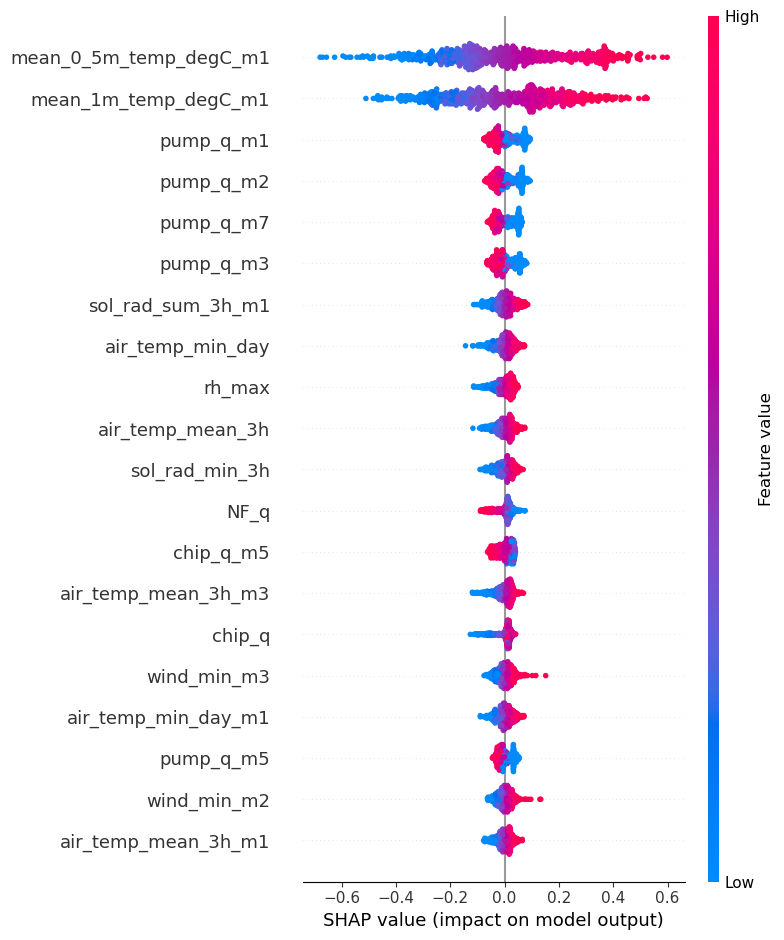 High
mean_0_5m_temp_degC_m1
mean_1m_temp_degC_m1
pump_q_m1
pump_q_m2
pump_q_m7
pump_q_m3
sol_rad_sum_3h_m1
air_temp_min_day
rh_max
air_temp_mean_3h
sol_rad_min_3h
NF_q
chip_q_m5
air_temp_mean_3h_m3
chip_q
wind_min_m3
air_temp_min_day_m1
pump_q_m5
wind_min_m2
air_temp_mean_3h_m1
Feature value
Low
−0.6 −0.4 −0.2 0.0 0.2 0.4 0.6
SHAP value (impact on model output)